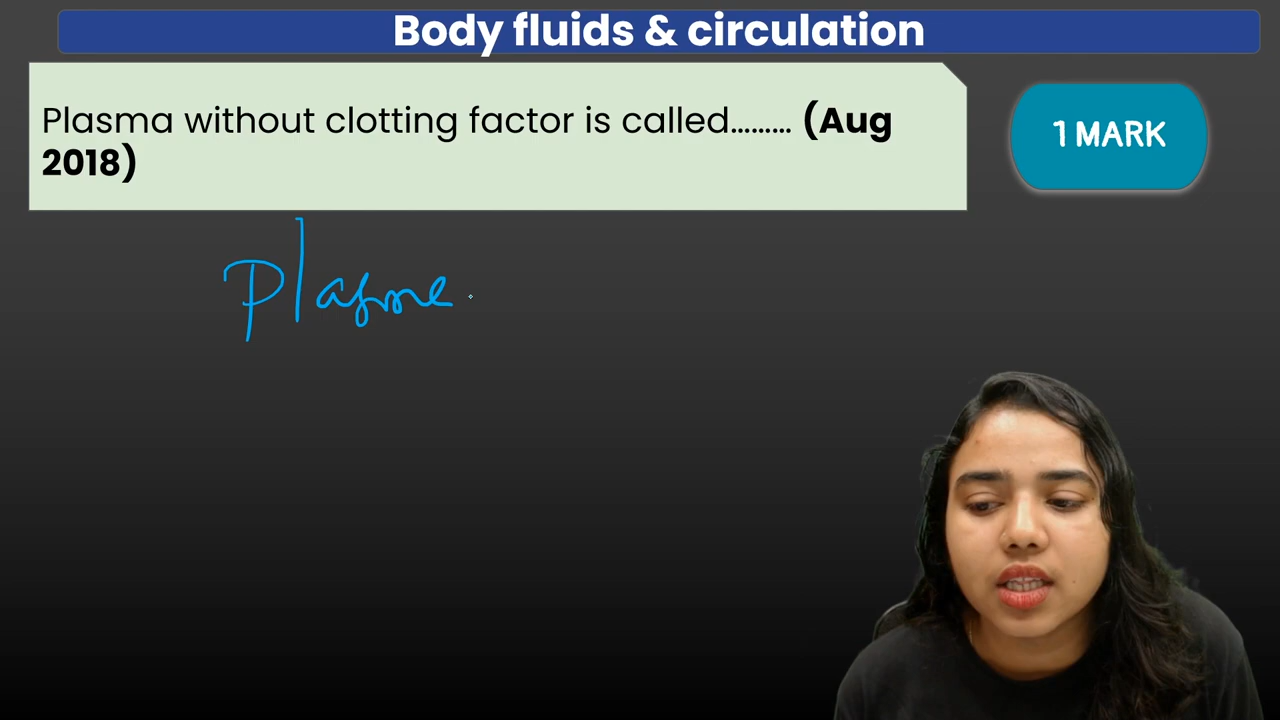 Body fluids & circulation
Plasma without clotting factor is called......... (Aug
2018)
1 MARK
Plasma